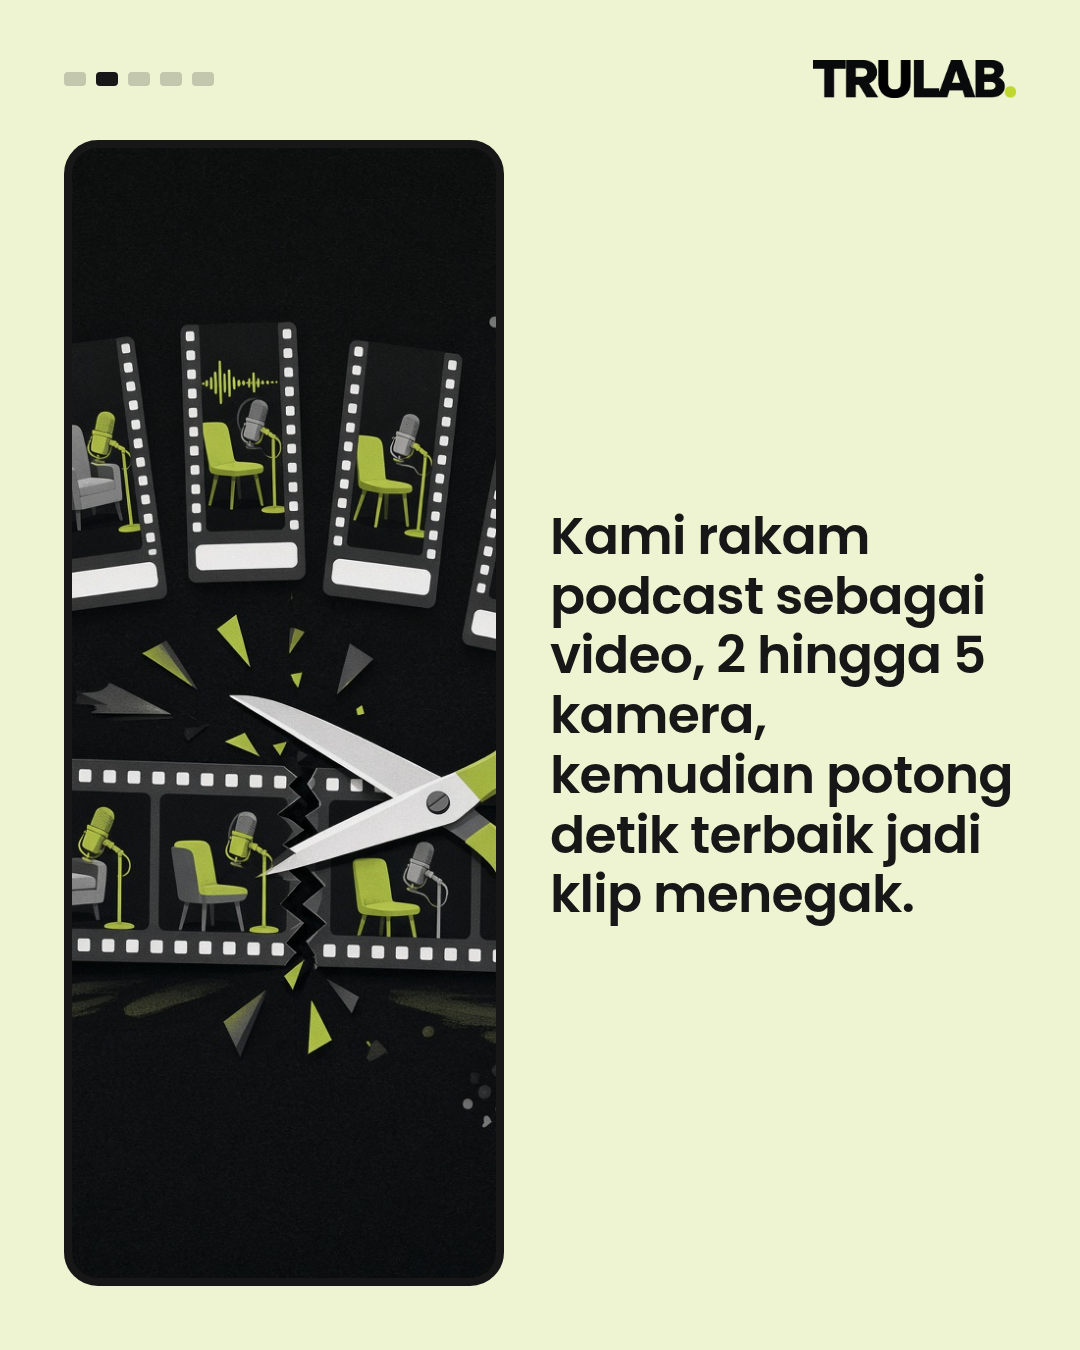 TRULAB.
Kami rakam
podcast sebagai
video, 2 hingga 5
kamera,
kemudian potong
detik terbaik jadi
klip menegak.